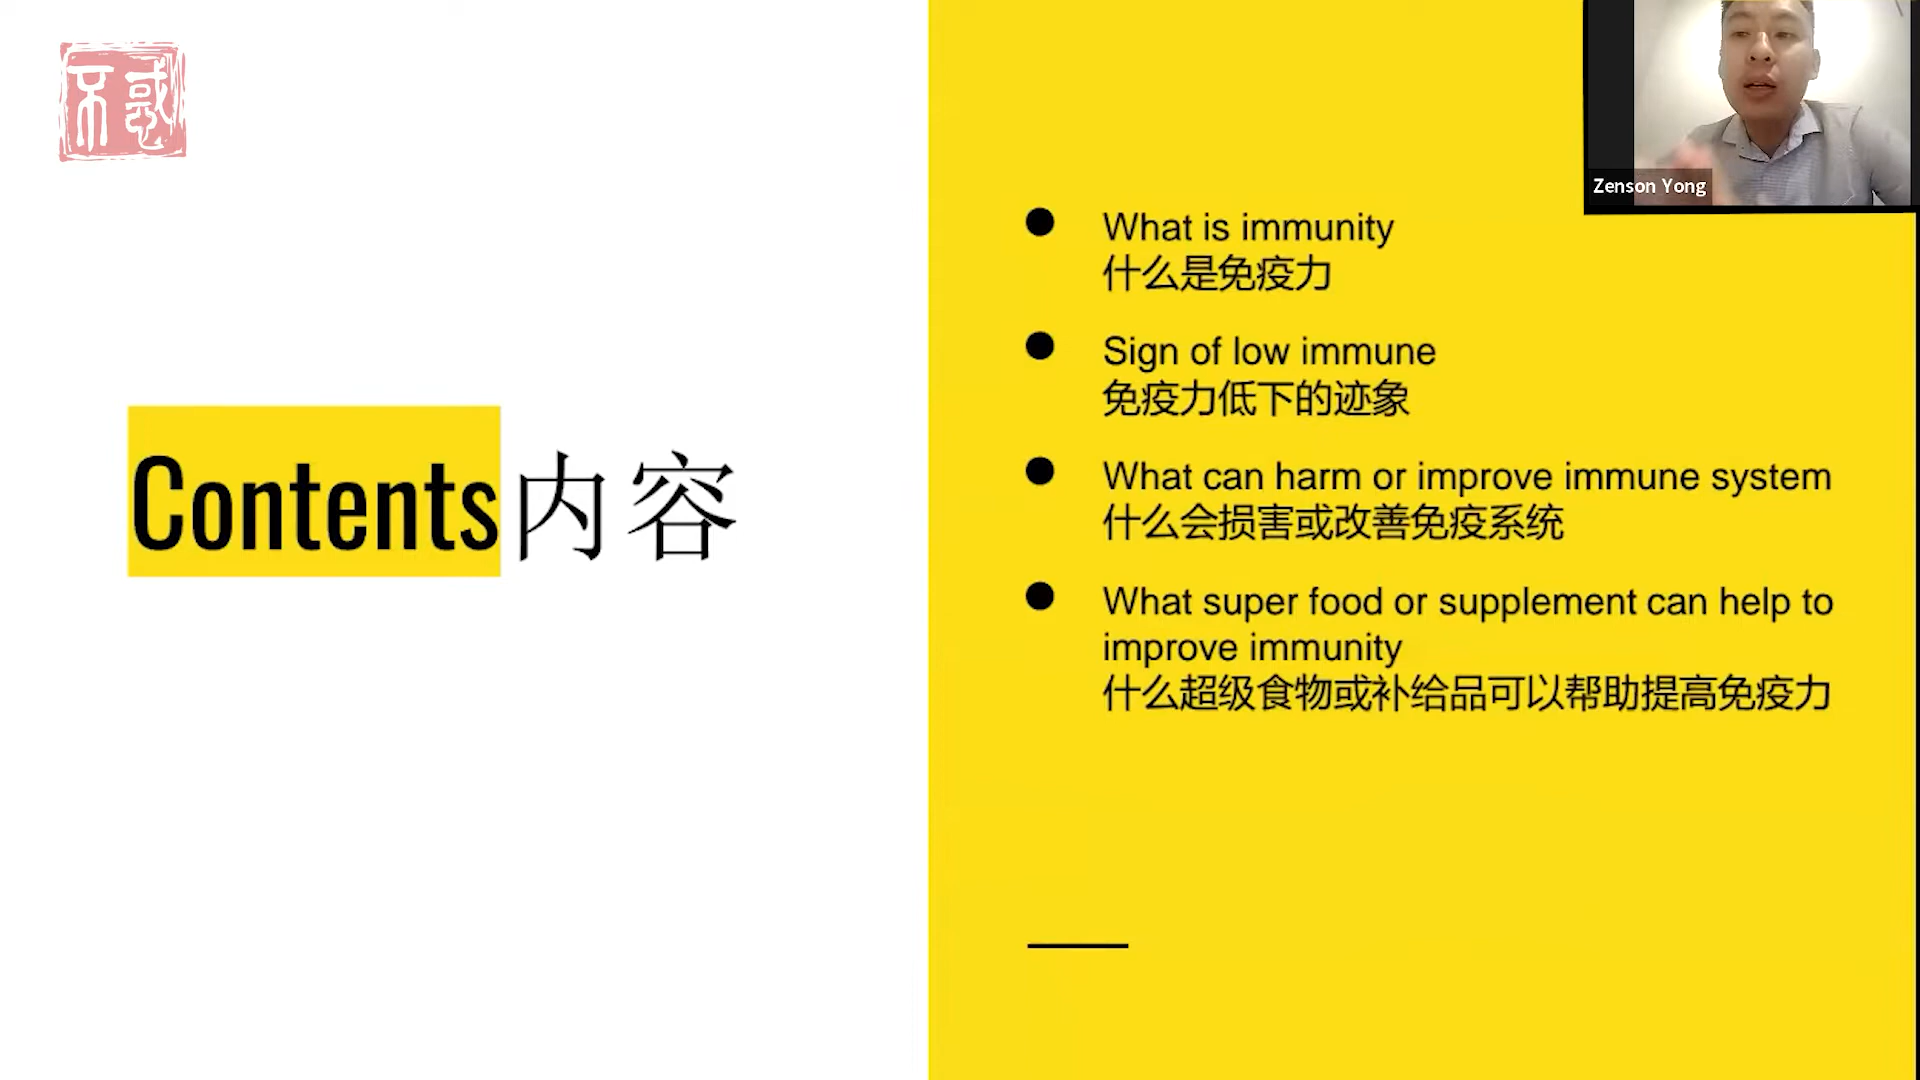 不惑
Contents内容
What is immunity
什么是免疫力
Sign of low immune
免疫力低下的迹象
What can harm or improve immune system
什么会损害或改善免疫系统
What super food or supplement can help to
improve immunity
什么超级食物或补给品可以帮助提高免疫力
Zenson Yong